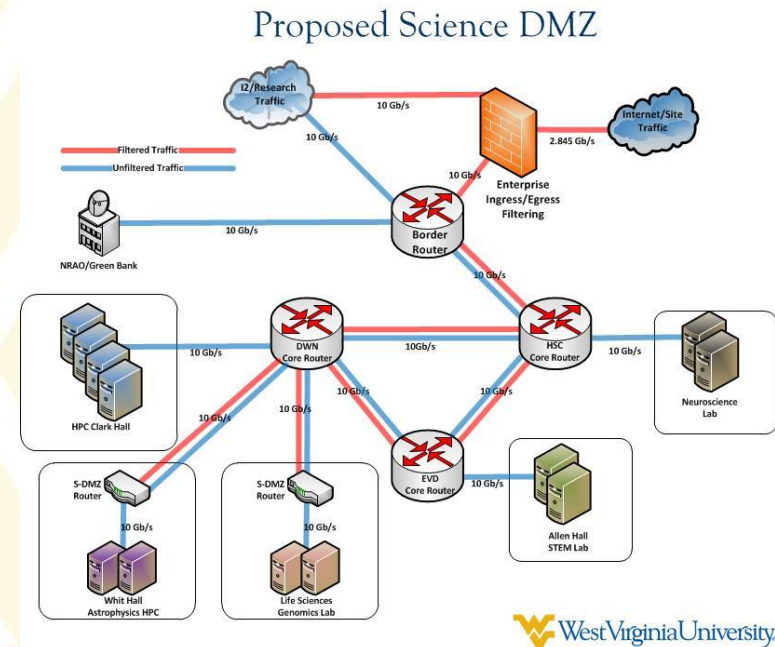 Proposed Science DMZ
I2/Research
Traffic
10 Gb/s
Internet/Site
Traffic
2.845 Gb/s
10 Gb/s
Filtered Traffic
Unfiltered Traffic
10 Gb/s
Enterprise
Ingress/Egress
Filtering
NRAO/Green Bank
10 Gb/s
Border
Router
10 Gb/s
DWN
Core Router
10Gb/s
HSC
Core Router
10 Gb/s
10 Gb/s
Neuroscience
Lab
HPC Clark Hall
10 Gb/s
10 Gb/s
10 Gb/s
10 Gb/s
10 Gb/s
S-DMZ
Router
S-DMZ
Router
EVD
Core Router
10 Gb/s
10 Gb/s
10 Gb/s
Allen Hall
STEM Lab
Whit Hall
Astrophysics HPC
Life Sciences
Genomics Lab
WestVirginiaUniversity.